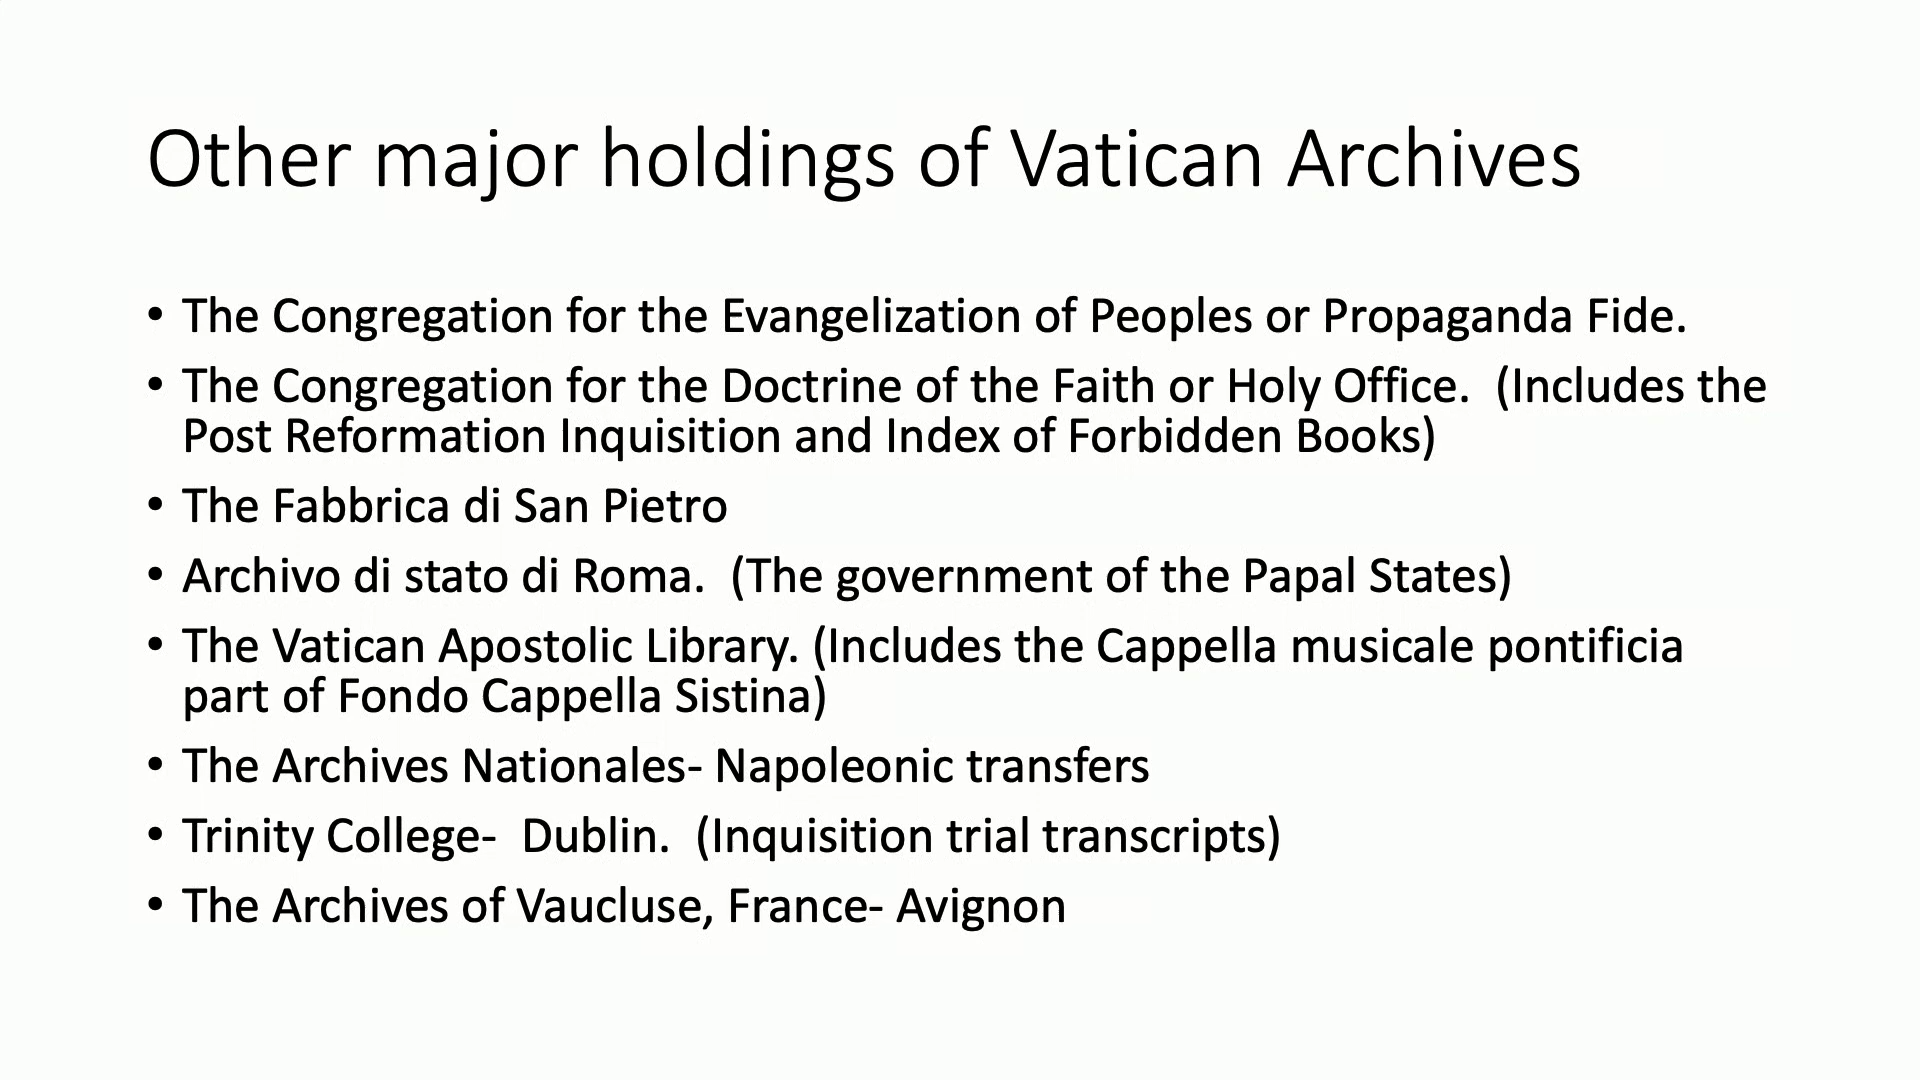 Other major holdings of Vatican Archives
• The Congregation for the Evangelization of Peoples or Propaganda Fide.
• The Congregation for the Doctrine of the Faith or Holy Office.  (Includes the
Post Reformation Inquisition and Index of Forbidden Books)
• The Fabbrica di San Pietro
• Archivo di stato di Roma.  (The government of the Papal States)
• The Vatican Apostolic Library. (Includes the Cappella musicale pontificia
part of Fondo Cappella Sistina)
• The Archives Nationales- Napoleonic transfers
• Trinity College-  Dublin.  (Inquisition trial transcripts)
• The Archives of Vaucluse, France- Avignon